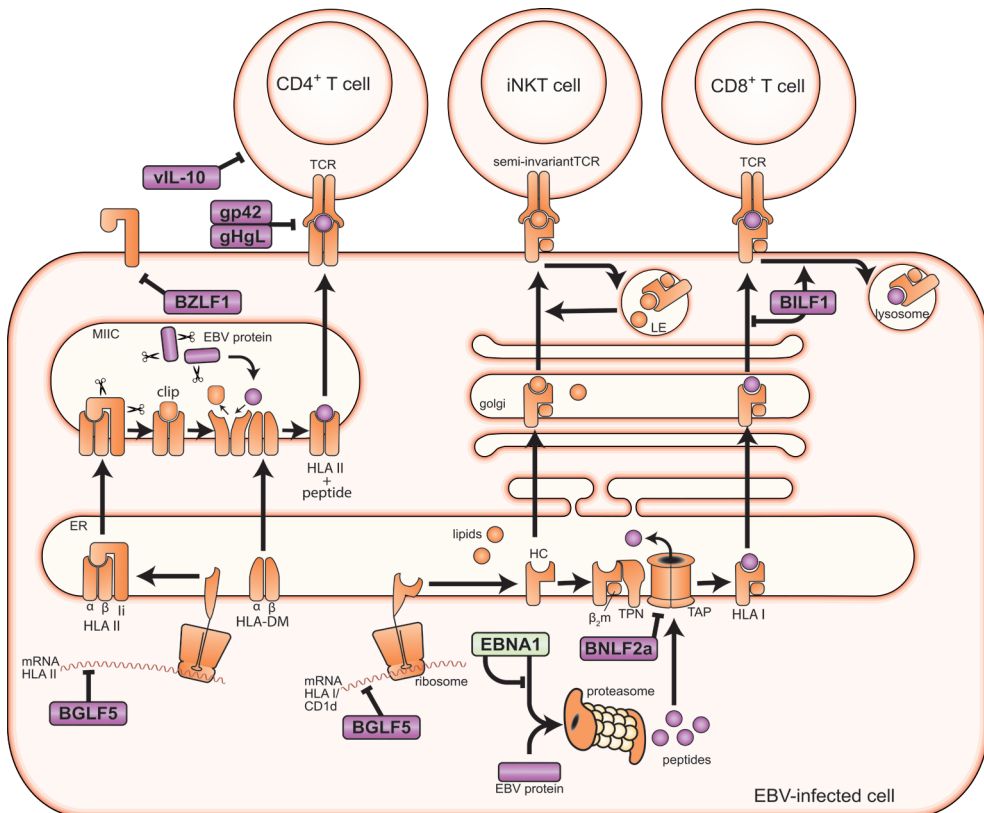 CD4+ T cell
iNKT cell
CD8+ T cell
TCR
semi-invariantTCR
TCR
vIL-10
gp42
gHgL
BZLF1
BILF1
LE
lysosome
MIIC
EBV protein
clip
golgi
HLA II
+
peptide
ER
lipids
HC
α β Ii
HLA II
α β
HLA-DM
β2m
TPN
TAP
HLA I
mRNA
HLA II
BGLF5
mRNA
HLA I/
CD1d
ribosome
BGLF5
EBNA1
BNLF2a
proteasome
peptides
EBV protein
EBV-infected cell